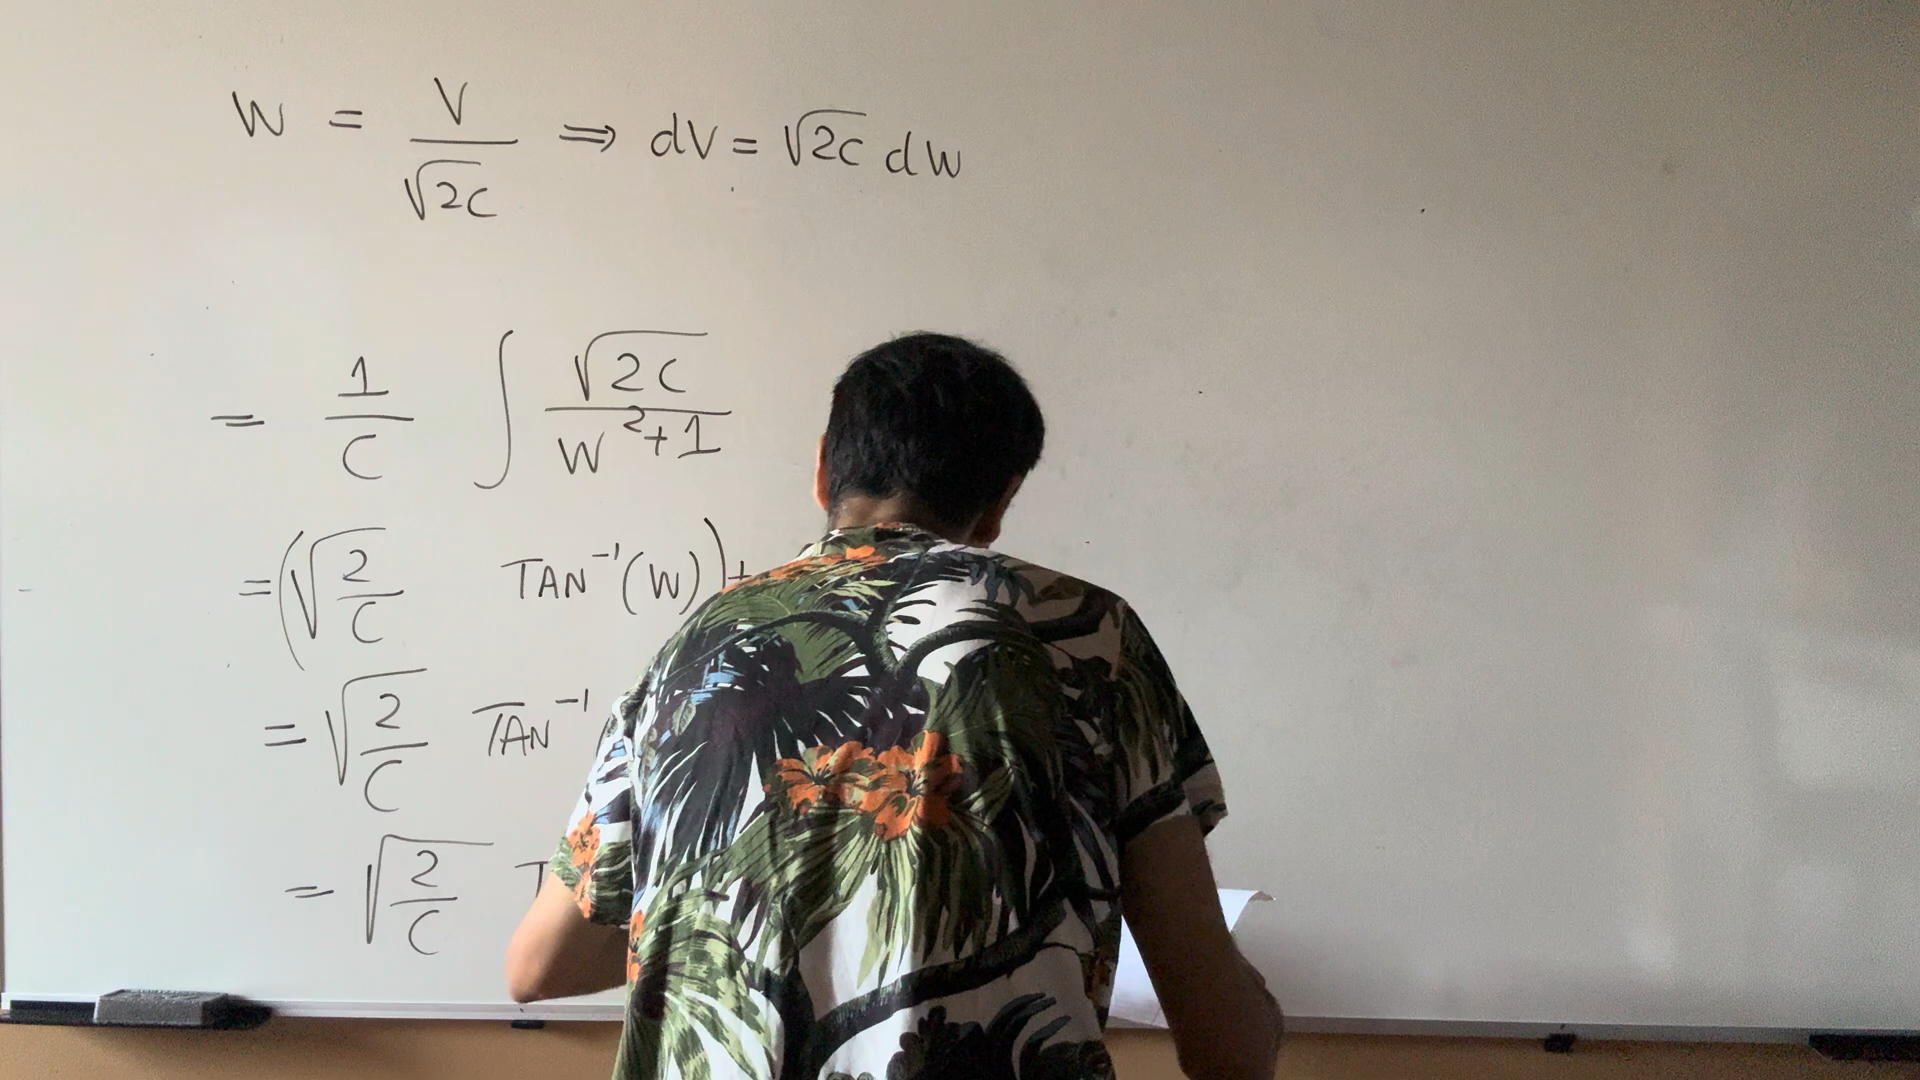 W = V/√2C ⇒ dV = √2C dW
= 1/C ∫ √2C/W²+1
= (√2/C TAN⁻¹(W)) +
= √2/C TAN⁻¹
= √2/C T